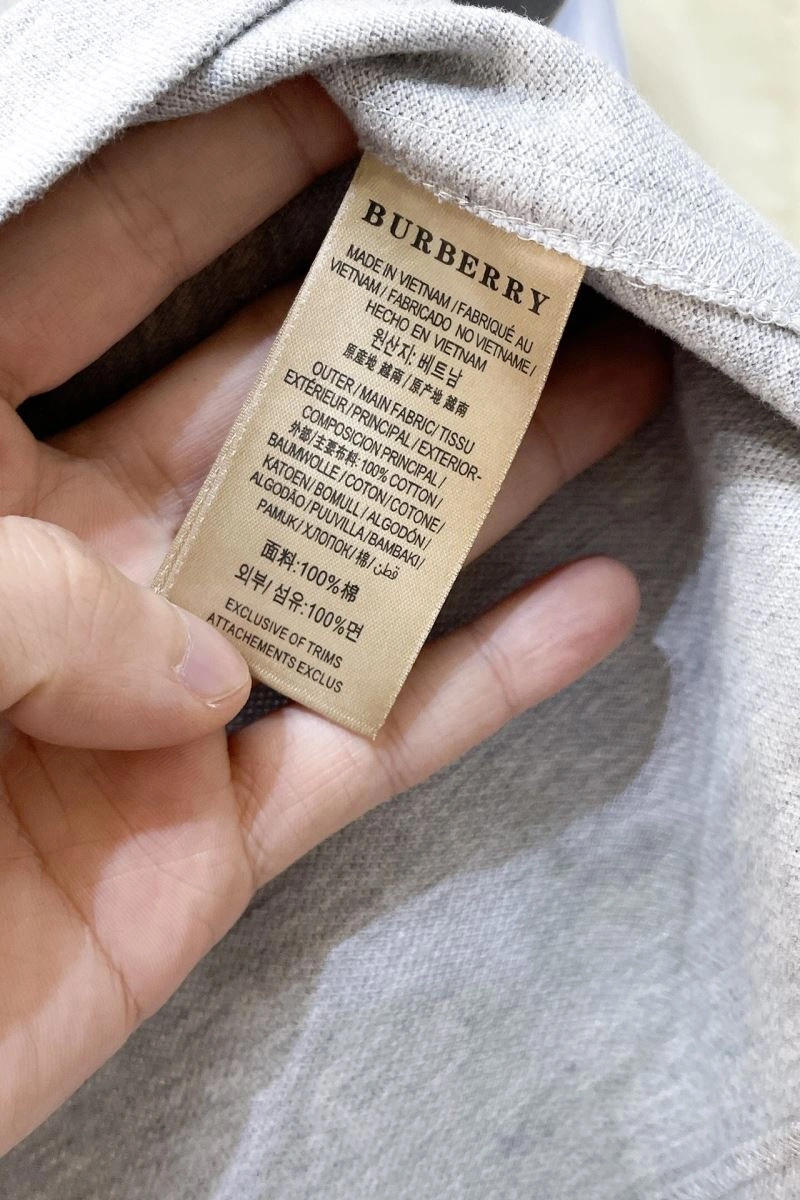 BURBERRY
MADE IN VIETNAM / FABRIQUÉ AU
VIETNAM / FABRICADO NO VIETNAME /
HECHO EN VIETNAM
원산지: 베트남
原産地 越南 / 原产地 越南
OUTER / MAIN FABRIC / TISSU
EXTÉRIEUR / PRINCIPAL / EXTERIOR-
COMPOSICION PRINCIPAL /
外部/主要布料: 100% COTTON /
BAUMWOLLE / COTON / COTONE /
KATOEN / BOMULL / ALGODÓN /
ALGODÃO / PUUVILLA / BAMBAKI /
PAMUK / ХЛОПОК / 棉 / قطن
面料:100%棉
외부/ 섬유:100%면
EXCLUSIVE OF TRIMS
ATTACHEMENTS EXCLUS